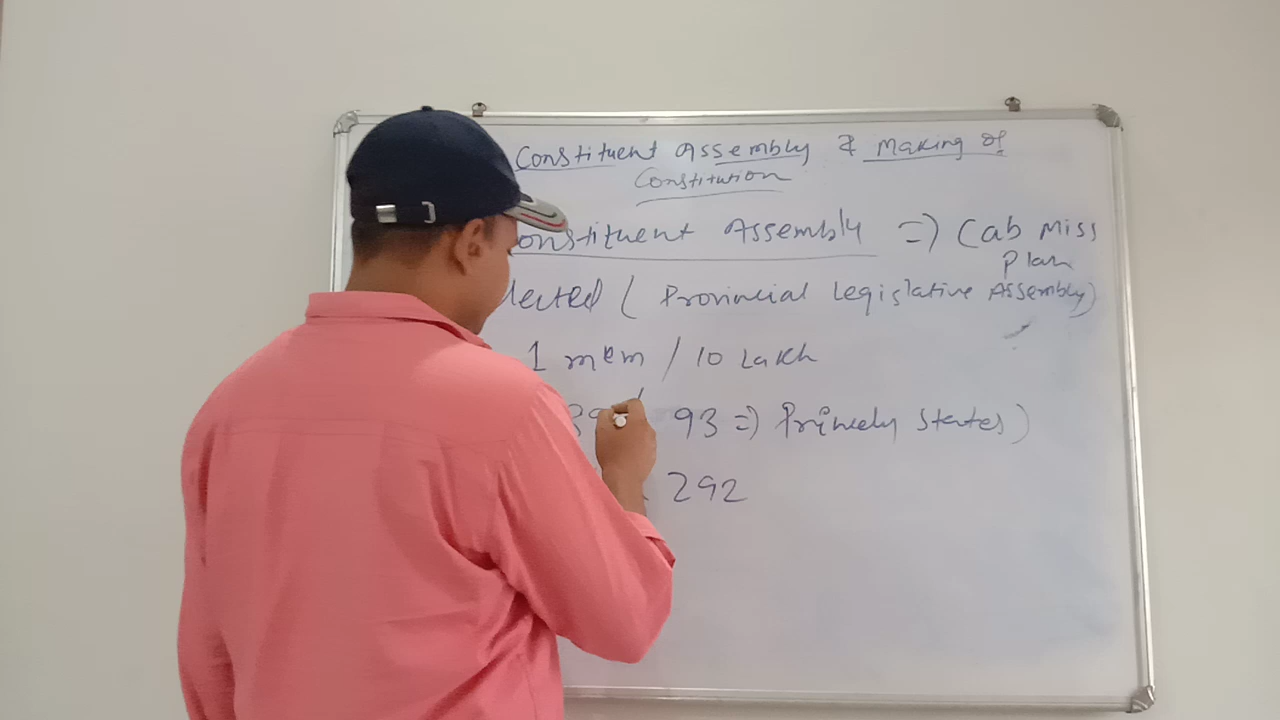 Constituent Assembly & Making of
Constitution
onstituent Assembly => Cab Miss
Plan
lected ( Provincial Legislative Assembly)
1 mem / 10 Lakh
93 => Princely States)
292